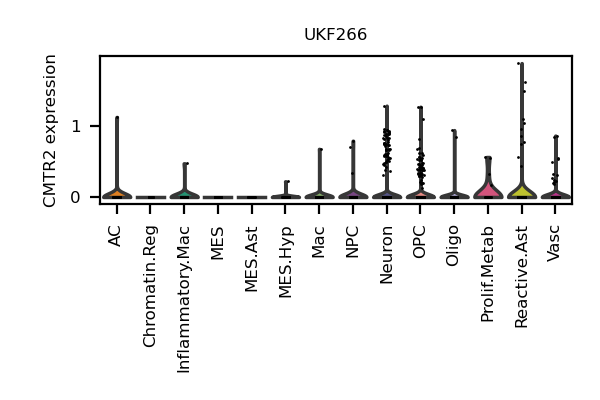 UKF266
CMTR2 expression
1
0
AC
Chromatin.Reg
Inflammatory.Mac
MES
MES.Ast
MES.Hyp
Mac
NPC
Neuron
OPC
Oligo
Prolif.Metab
Reactive.Ast
Vasc